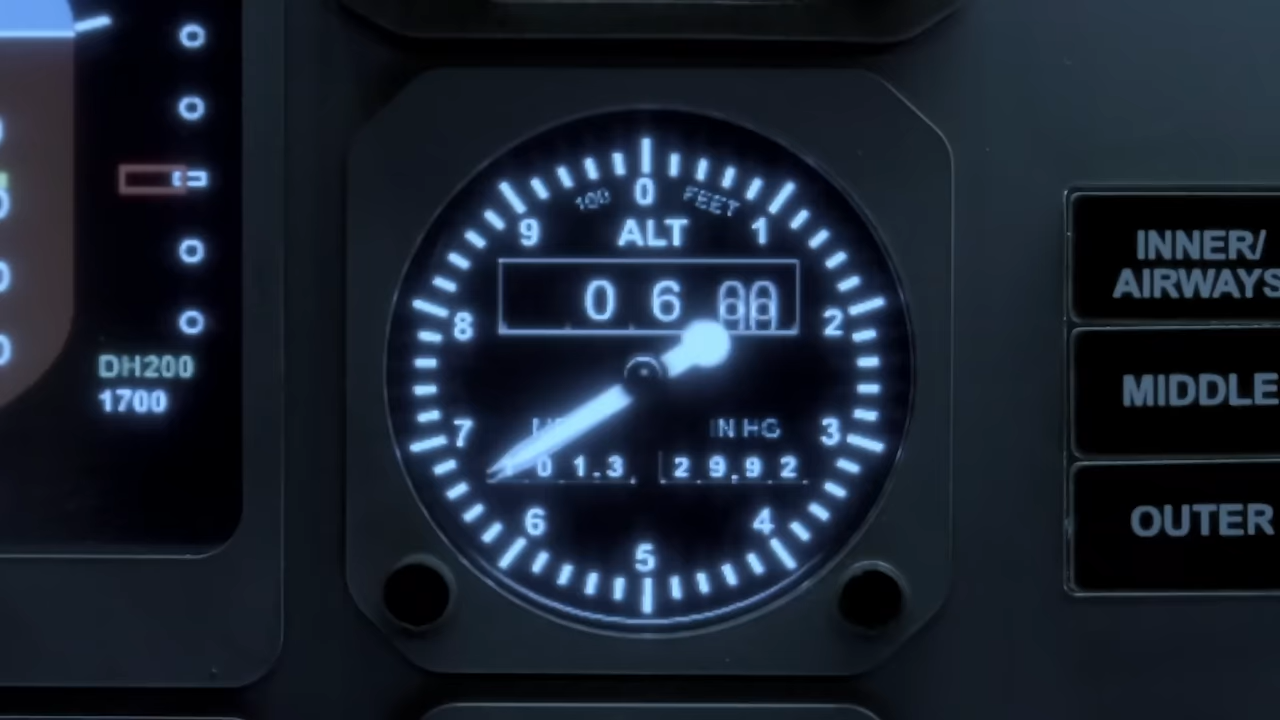 DH200
1700
100 FEET
0
1
2
3
4
5
6
7
8
9
ALT
0 6 00
IN HG
0 1 3
2 9 9 2
INNER/
AIRWAYS
MIDDLE
OUTER